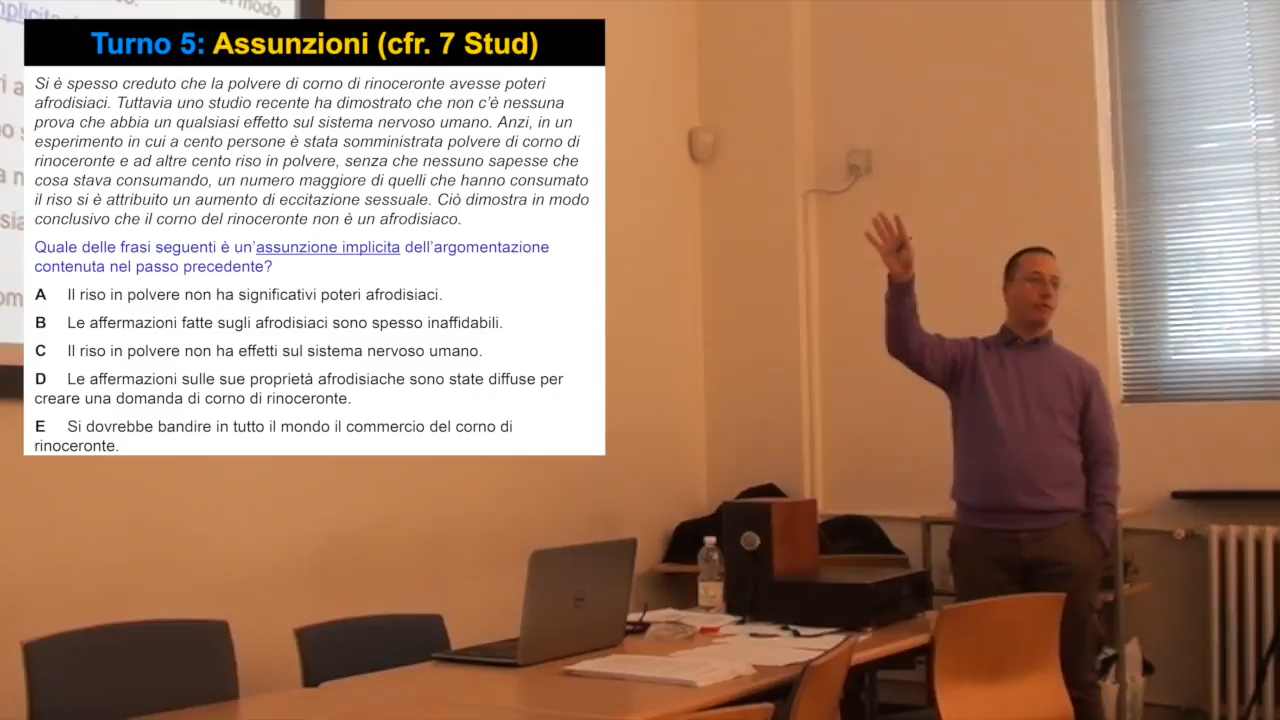 Turno 5: Assunzioni (cfr. 7 Stud)
Si è spesso creduto che la polvere di corno di rinoceronte avesse poteri
afrodisiaci. Tuttavia uno studio recente ha dimostrato che non c'è nessuna
prova che abbia un qualsiasi effetto sul sistema nervoso umano. Anzi, in un
esperimento in cui a cento persone è stata somministrata polvere di corno di
rinoceronte e ad altre cento riso in polvere, senza che nessuno sapesse che
cosa stava consumando, un numero maggiore di quelli che hanno consumato
il riso si è attribuito un aumento di eccitazione sessuale. Ciò dimostra in modo
conclusivo che il corno del rinoceronte non è un afrodisiaco.
Quale delle frasi seguenti è un'assunzione implicita dell'argomentazione
contenuta nel passo precedente?
A Il riso in polvere non ha significativi poteri afrodisiaci.
B Le affermazioni fatte sugli afrodisiaci sono spesso inaffidabili.
C Il riso in polvere non ha effetti sul sistema nervoso umano.
D Le affermazioni sulle sue proprietà afrodisiache sono state diffuse per
creare una domanda di corno di rinoceronte.
E Si dovrebbe bandire in tutto il mondo il commercio del corno di
rinoceronte.